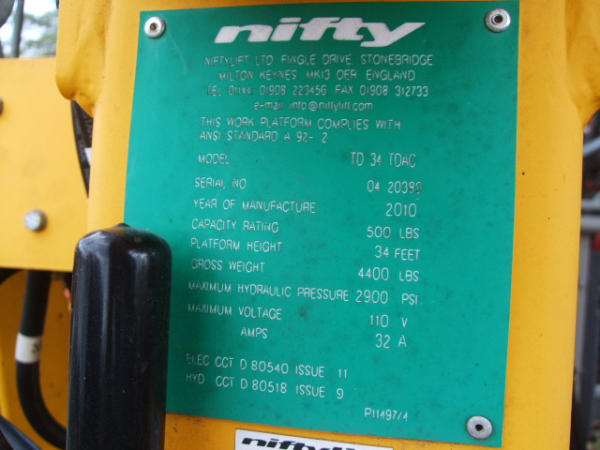 nifty
NIFTYLIFT LTD FINGLE DRIVE STONEBRIDGE
MILTON KEYNES MK13 OER ENGLAND
TEL 01144 01908 223456 FAX 01908 312733
e-mail info@niftylift.com
THIS WORK PLATFORM COMPLIES WITH
ANSI STANDARD A 92- 2
MODEL TD 34 TDAC
SERIAL NO 04 20399
YEAR OF MANUFACTURE 2010
CAPACITY RATING 500 LBS
PLATFORM HEIGHT 34 FEET
GROSS WEIGHT 4400 LBS
MAXIMUM HYDRAULIC PRESSURE 2900 PSI
MAXIMUM VOLTAGE 110 V
AMPS 32 A
ELEC CCT D 80540 ISSUE 11
HYD CCT D 80518 ISSUE 9
P11497/4